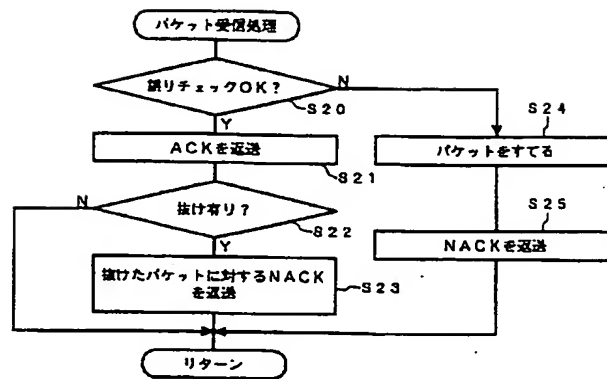 パケット受信処理
誤りチェックOK？
N
S20
Y
S24
ACKを返送
パケットをすてる
S21
N
抜け有り？
S22
S25
Y
NACKを返送
抜けたパケットに対するNACK
を返送
S23
リターン